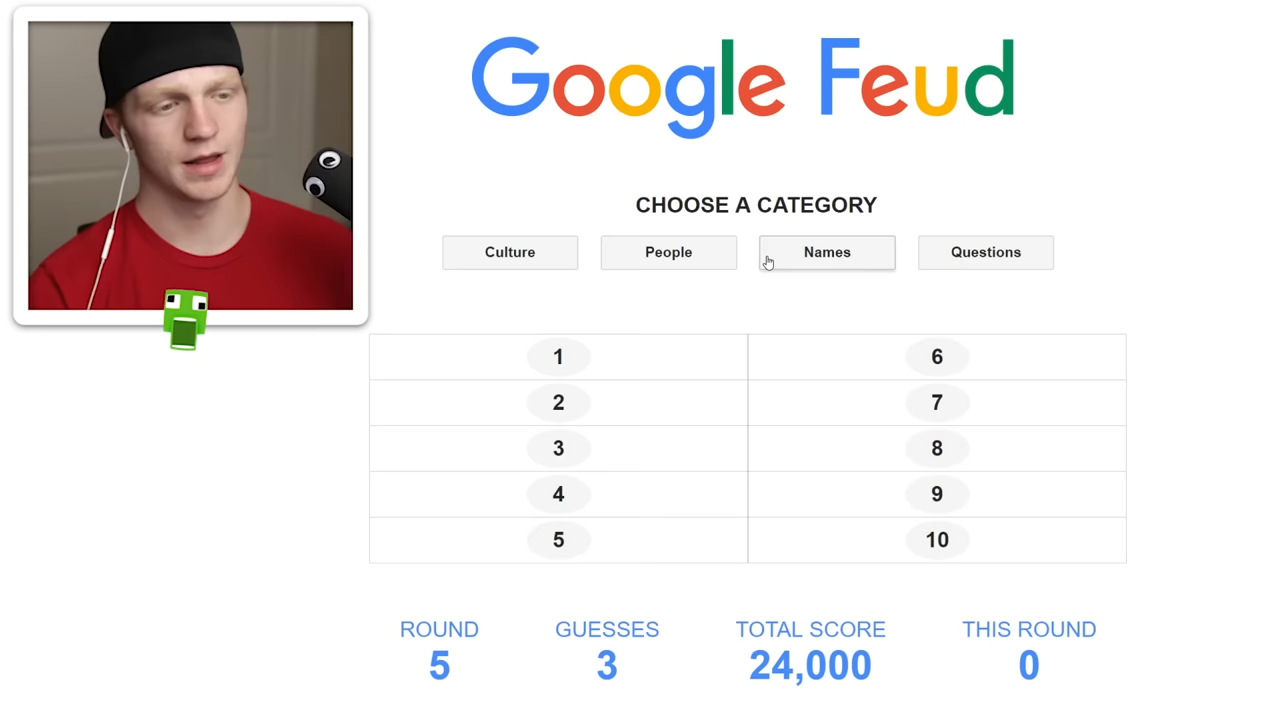 Google Feud
CHOOSE A CATEGORY
Culture People Names Questions
1 6
2 7
3 8
4 9
5 10
ROUND GUESSES TOTAL SCORE THIS ROUND
5 3 24,000 0